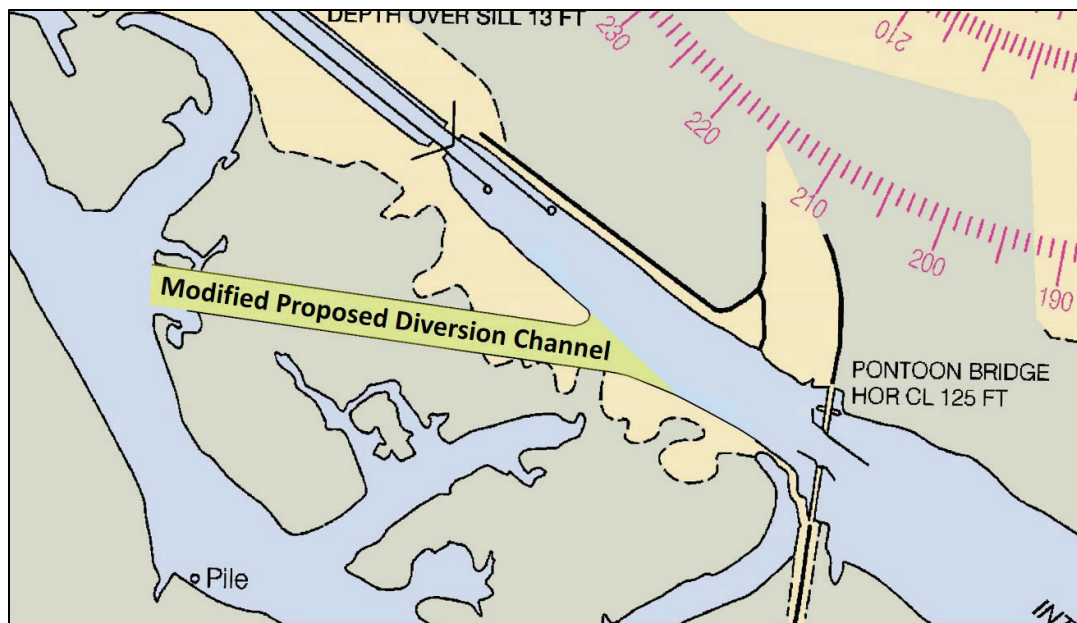 DEPTH OVER SILL 13 FT
230
220
210
200
190
210
Modified Proposed Diversion Channel
PONTOON BRIDGE
HOR CL 125 FT
Pile
INT